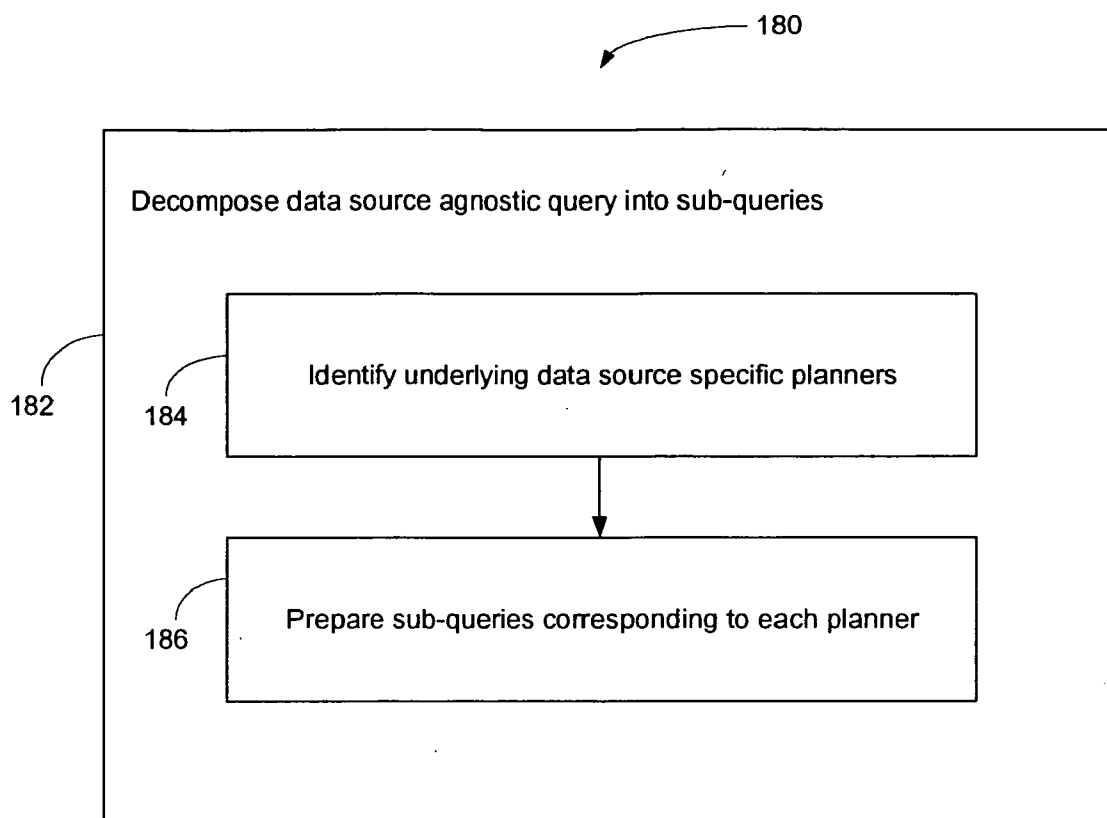 180
Decompose data source agnostic query into sub-queries
Identify underlying data source specific planners
182
184
Prepare sub-queries corresponding to each planner
186